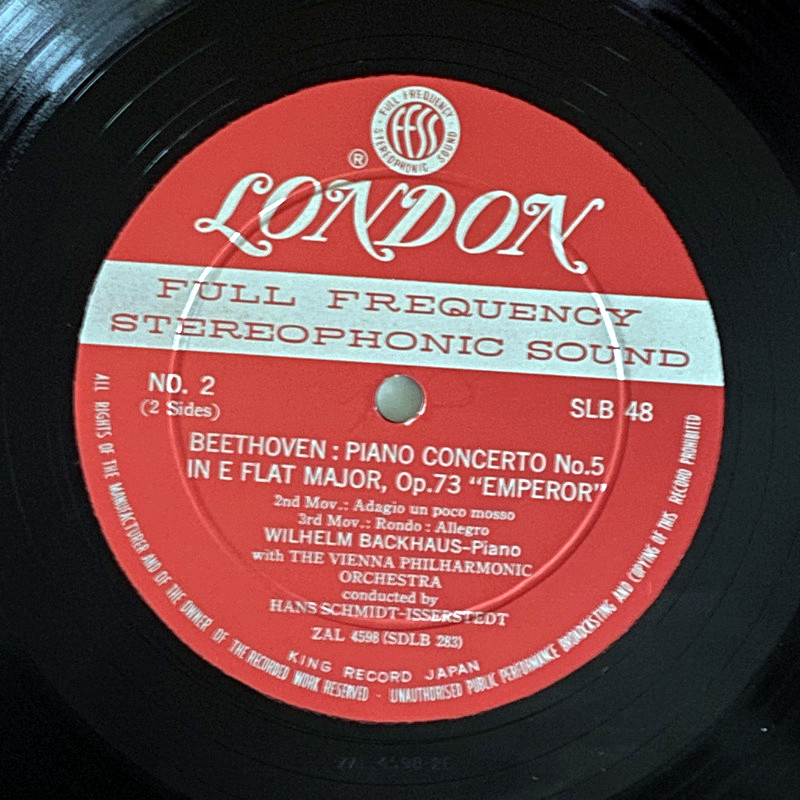 FULL FREQUENCY
ffss
STEREOPHONIC SOUND
®
LONDON
FULL FREQUENCY
STEREOPHONIC SOUND
NO. 2
(2 Sides)
SLB 48
BEETHOVEN : PIANO CONCERTO No.5
IN E FLAT MAJOR, Op.73 “EMPEROR”
2nd Mov.: Adagio un poco mosso
3rd Mov.: Rondo : Allegro
WILHELM BACKHAUS-Piano
with THE VIENNA PHILHARMONIC
ORCHESTRA
conducted by
HANS SCHMIDT-ISSERSTEDT
ZAL 4598 (SDLB 283)
KING RECORD JAPAN
ALL RIGHTS OF THE MANUFACTURER AND OF THE OWNER OF THE RECORDED WORK RESERVED · UNAUTHORISED PUBLIC PERFORMANCE BROADCASTING AND COPYING OF THIS RECORD PROHIBITED